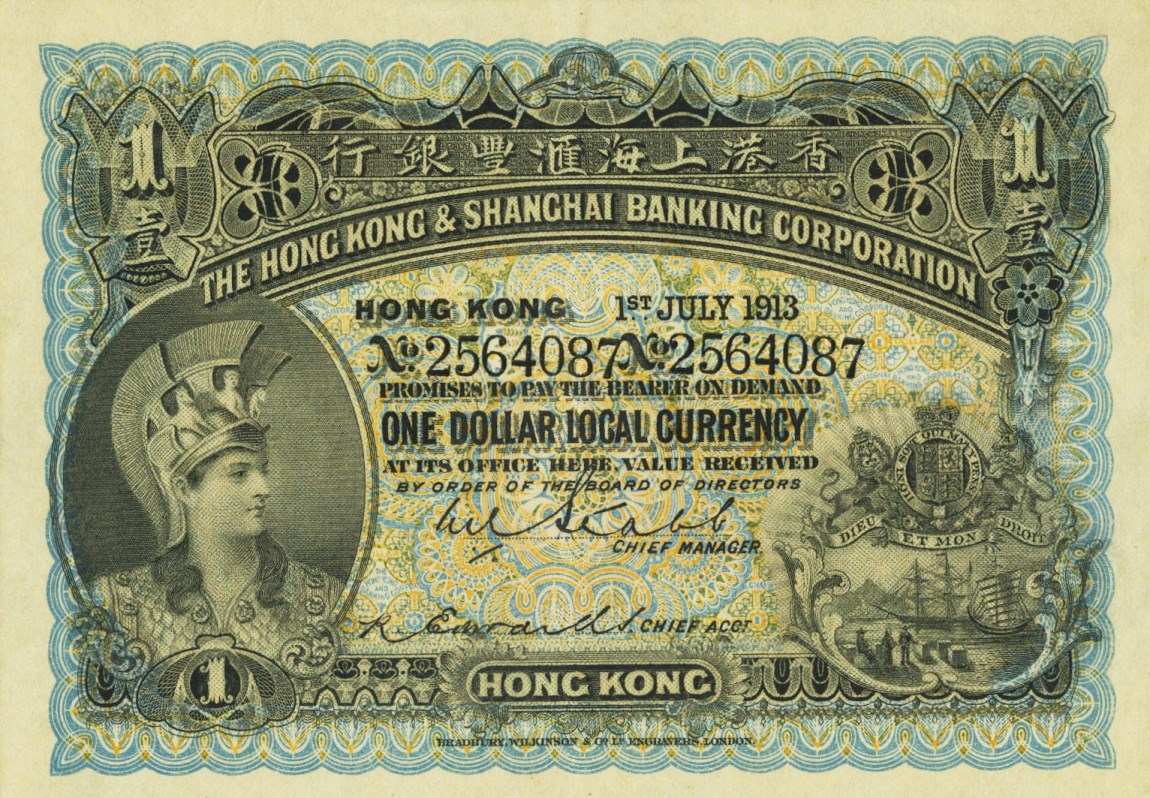 1
香港上海滙豐銀行
1
壹
THE HONG KONG & SHANGHAI BANKING CORPORATION
壹
HONG KONG 1ST JULY 1913
No. 2564087 No. 2564087
PROMISES TO PAY THE BEARER ON DEMAND
ONE DOLLAR LOCAL CURRENCY
AT ITS OFFICE HERE, VALUE RECEIVED
BY ORDER OF THE BOARD OF DIRECTORS
CHIEF MANAGER.
DIEU ET MON DROIT
CHIEF ACCT
1
HONG KONG
BRADBURY, WILKINSON & Co. Ld. ENGRAVERS, LONDON.